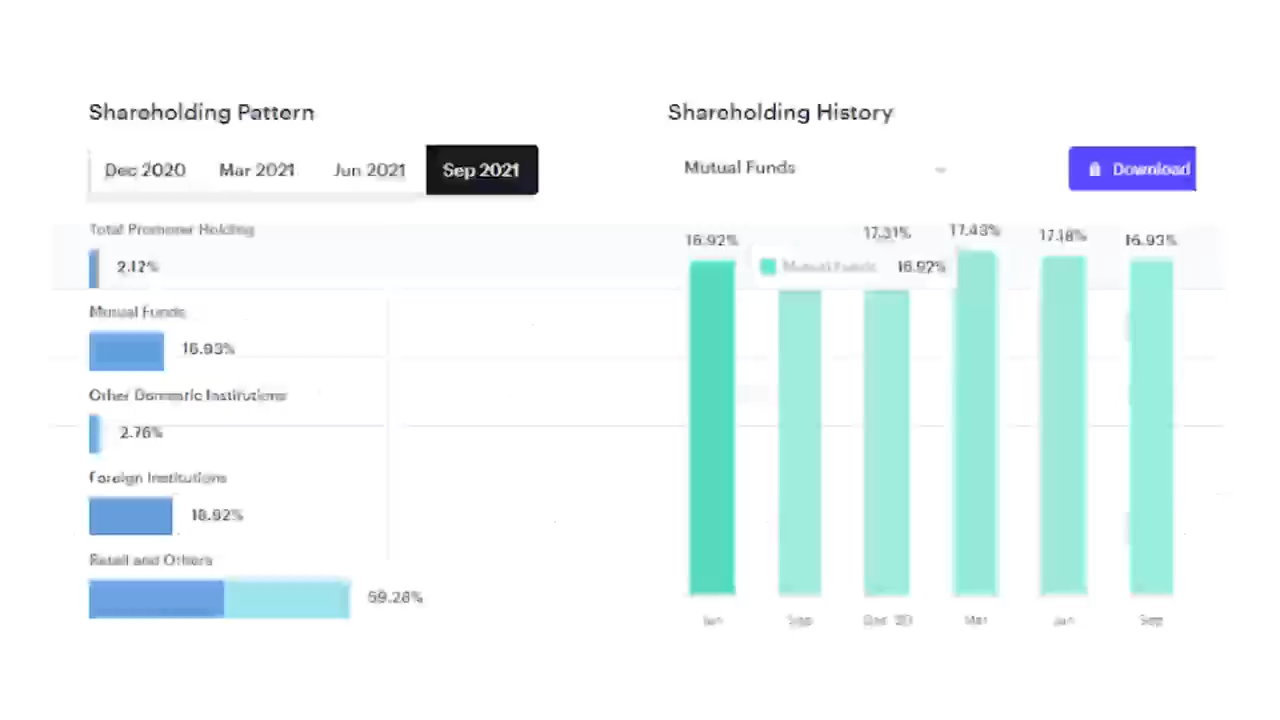 Shareholding Pattern
Dec 2020 Mar 2021 Jun 2021 Sep 2021
Total Promoter Holding
2.12%
Mutual Funds
16.93%
Other Domestic Institutions
2.76%
Foreign Institutions
18.92%
Retail and Others
59.28%
Shareholding History
Mutual Funds
Download
16.92% 17.31% 17.43% 17.18% 16.93%
Mutual Funds 16.92%
Jun Sep Dec '20 Mar Jun Sep